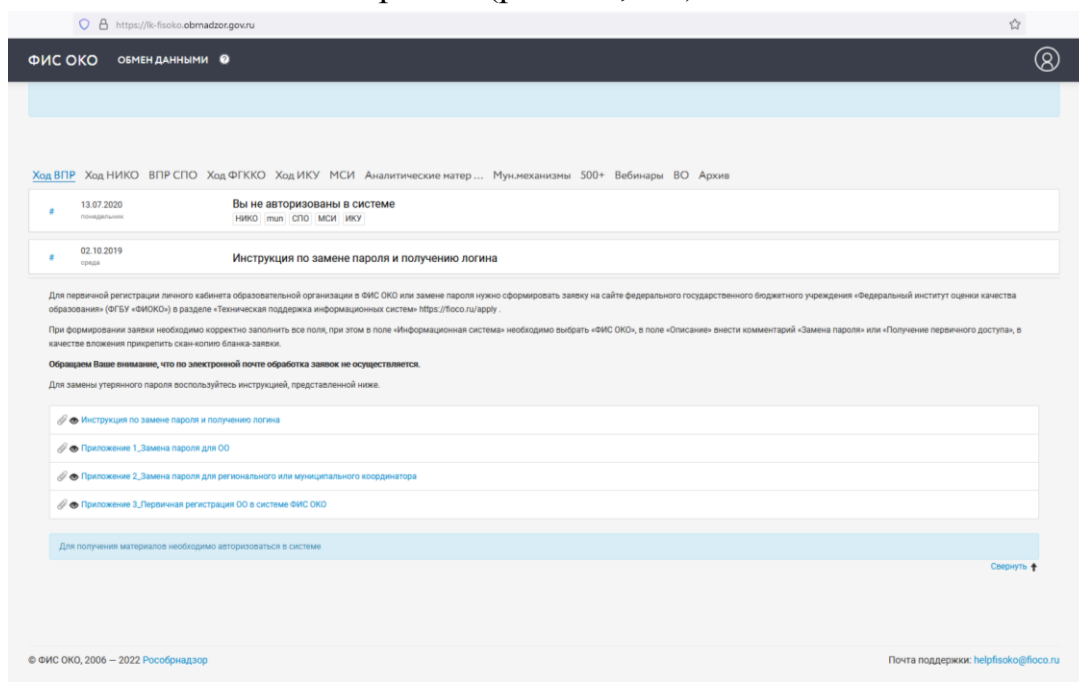 https://lk-fisoko.obrnadzor.gov.ru
ФИС ОКО ОБМЕН ДАННЫМИ ?
Ход ВПР Ход НИКО ВПР СПО Ход ФГККО Ход ИКУ МСИ Аналитические матер ... Мун.механизмы 500+ Вебинары ВО Архив
# 13.07.2020 Вы не авторизованы в системе
понедельник НИКО mun СПО МСИ ИКУ
# 02.10.2019 Инструкция по замене пароля и получению логина
среда
Для первичной регистрации личного кабинета образовательной организации в ФИС ОКО или замене пароля нужно сформировать заявку на сайте федерального государственного бюджетного учреждения «Федеральный институт оценки качества
образования» (ФГБУ «ФИОКО») в разделе «Техническая поддержка информационных систем» https://fioco.ru/apply .
При формировании заявки необходимо корректно заполнить все поля, при этом в поле «Информационная система» необходимо выбрать «ФИС ОКО», в поле «Описание» внести комментарий «Замена пароля» или «Получение первичного доступа», в
качестве вложения прикрепить скан-копию бланка-заявки.
Обращаем Ваше внимание, что по электронной почте обработка заявок не осуществляется.
Для замены утерянного пароля воспользуйтесь инструкцией, представленной ниже.
Инструкция по замене пароля и получению логина
Приложение 1_Замена пароля для ОО
Приложение 2_Замена пароля для регионального или муниципального координатора
Приложение 3_Первичная регистрация ОО в системе ФИС ОКО
Для получения материалов необходимо авторизоваться в системе
Свернуть
© ФИС ОКО, 2006 — 2022 Рособрнадзор Почта поддержки: helpfisoko@fioco.ru